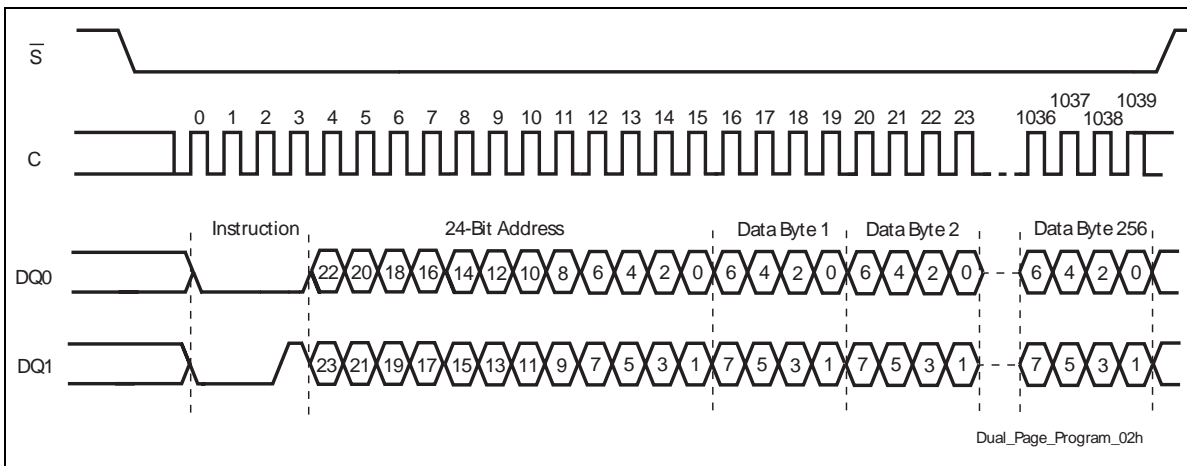 S
1037 1039
0 1 2 3 4 5 6 7 8 9 10 11 12 13 14 15 16 17 18 19 20 21 22 23 1036 1038
C
Instruction 24-Bit Address Data Byte 1 Data Byte 2 Data Byte 256
DQ0 22 20 18 16 14 12 10 8 6 4 2 0 6 4 2 0 6 4 2 0 6 4 2 0
DQ1 23 21 19 17 15 13 11 9 7 5 3 1 7 5 3 1 7 5 3 1 7 5 3 1
Dual_Page_Program_02h